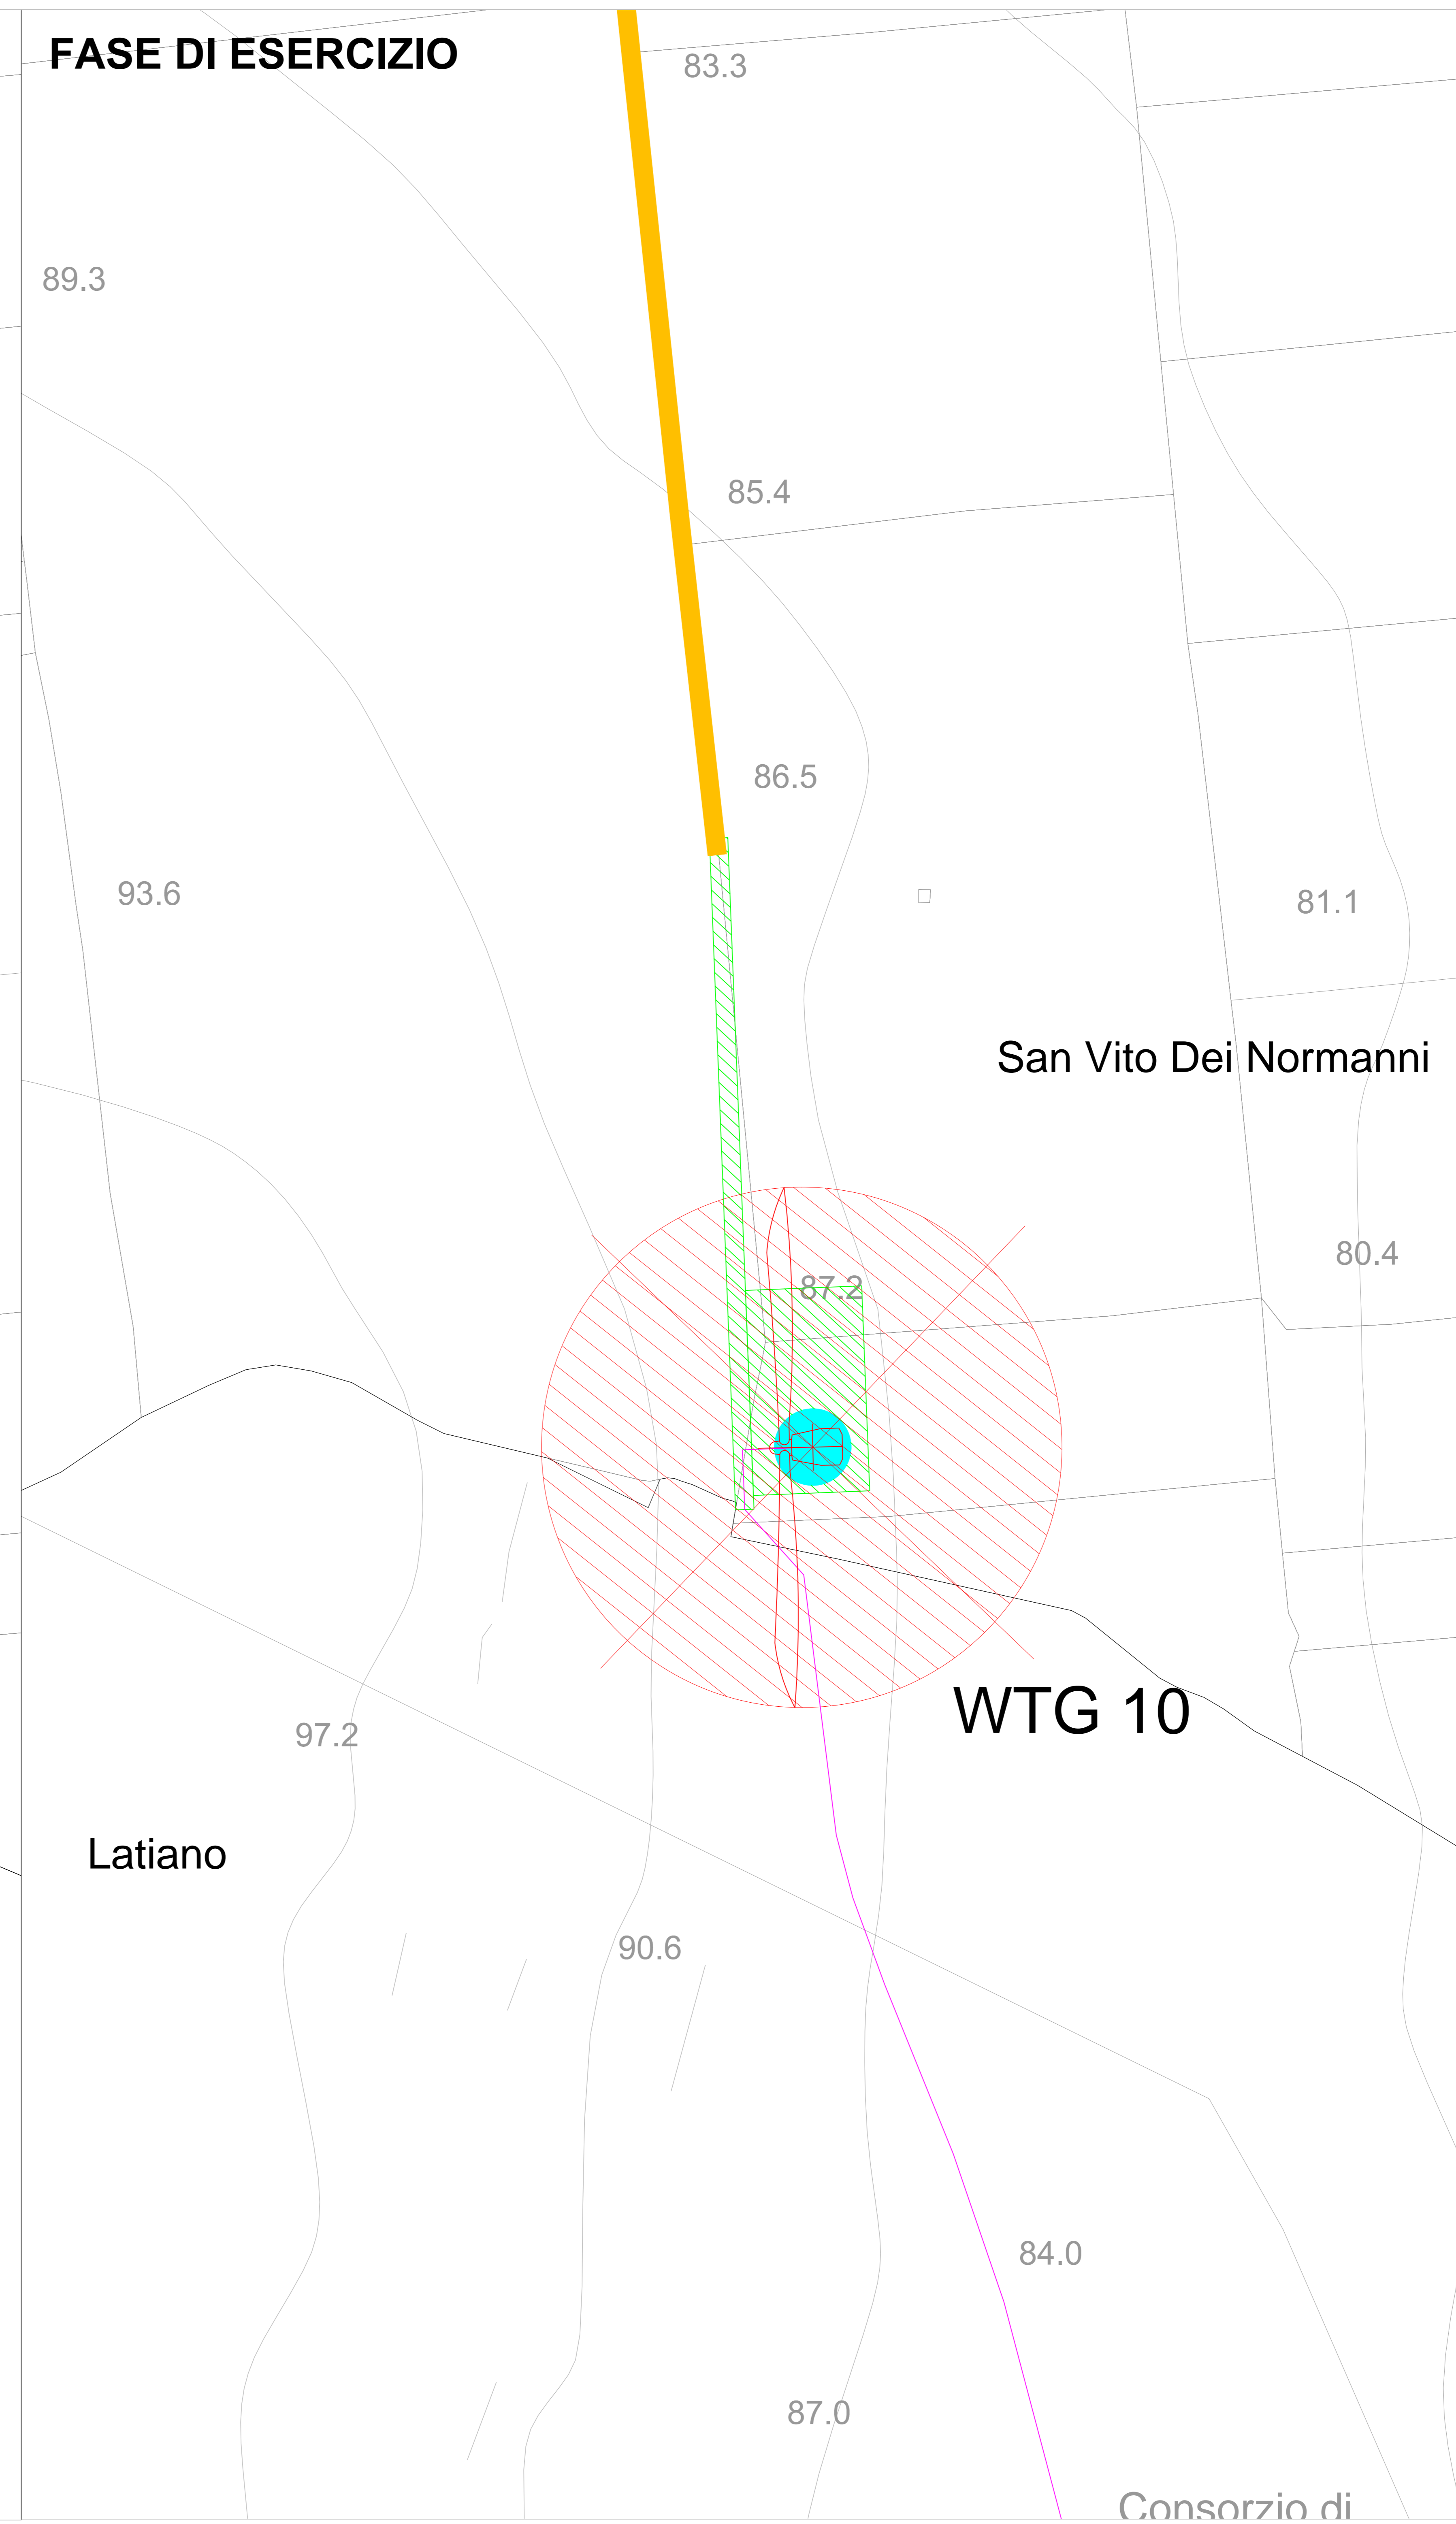 FASE DI ESERCIZIO
83.3
89.3
85.4
86.5
93.6
81.1
San Vito Dei Normanni
80.4
87.2
WTG 10
97.2
Latiano
90.6
84.0
87.0
Consorzio di